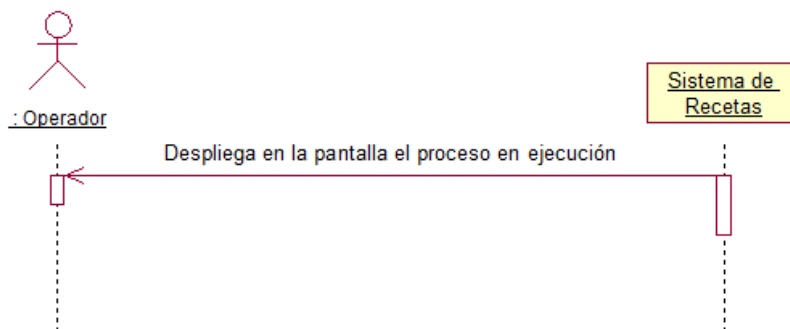 : Operador
Sistema de
Recetas
Despliega en la pantalla el proceso en ejecución